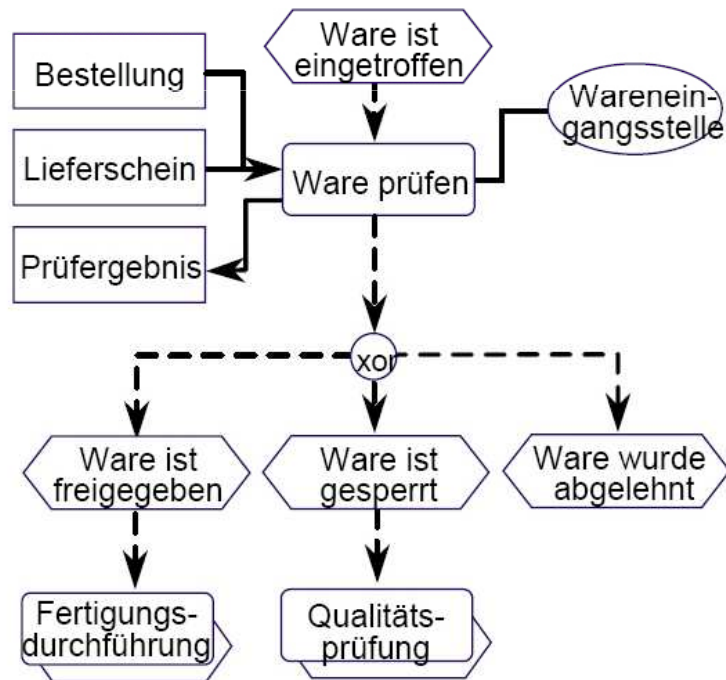 Ware ist
eingetroffen
Bestellung
Warenein-
gangsstelle
Lieferschein
Ware prüfen
Prüfergebnis
xor
Ware ist
freigegeben
Ware ist
gesperrt
Ware wurde
abgelehnt
Fertigungs-
durchführung
Qualitäts-
prüfung